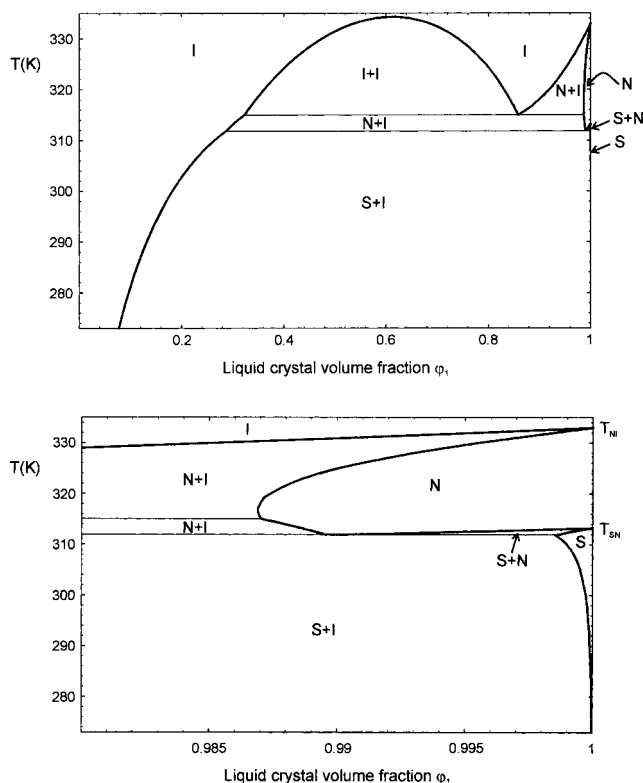 T(K)
330
320
310
300
290
280
I
I
I+I
N+I
N
N+I
S+N
S
S+I
0.2
0.4
0.6
0.8
1
Liquid crystal volume fraction φ₁
T(K)
330
320
310
300
290
280
I
T_NI
N+I
N
N+I
T_SN
S
S+N
S+I
0.985
0.99
0.995
1
Liquid crystal volume fraction φ₁